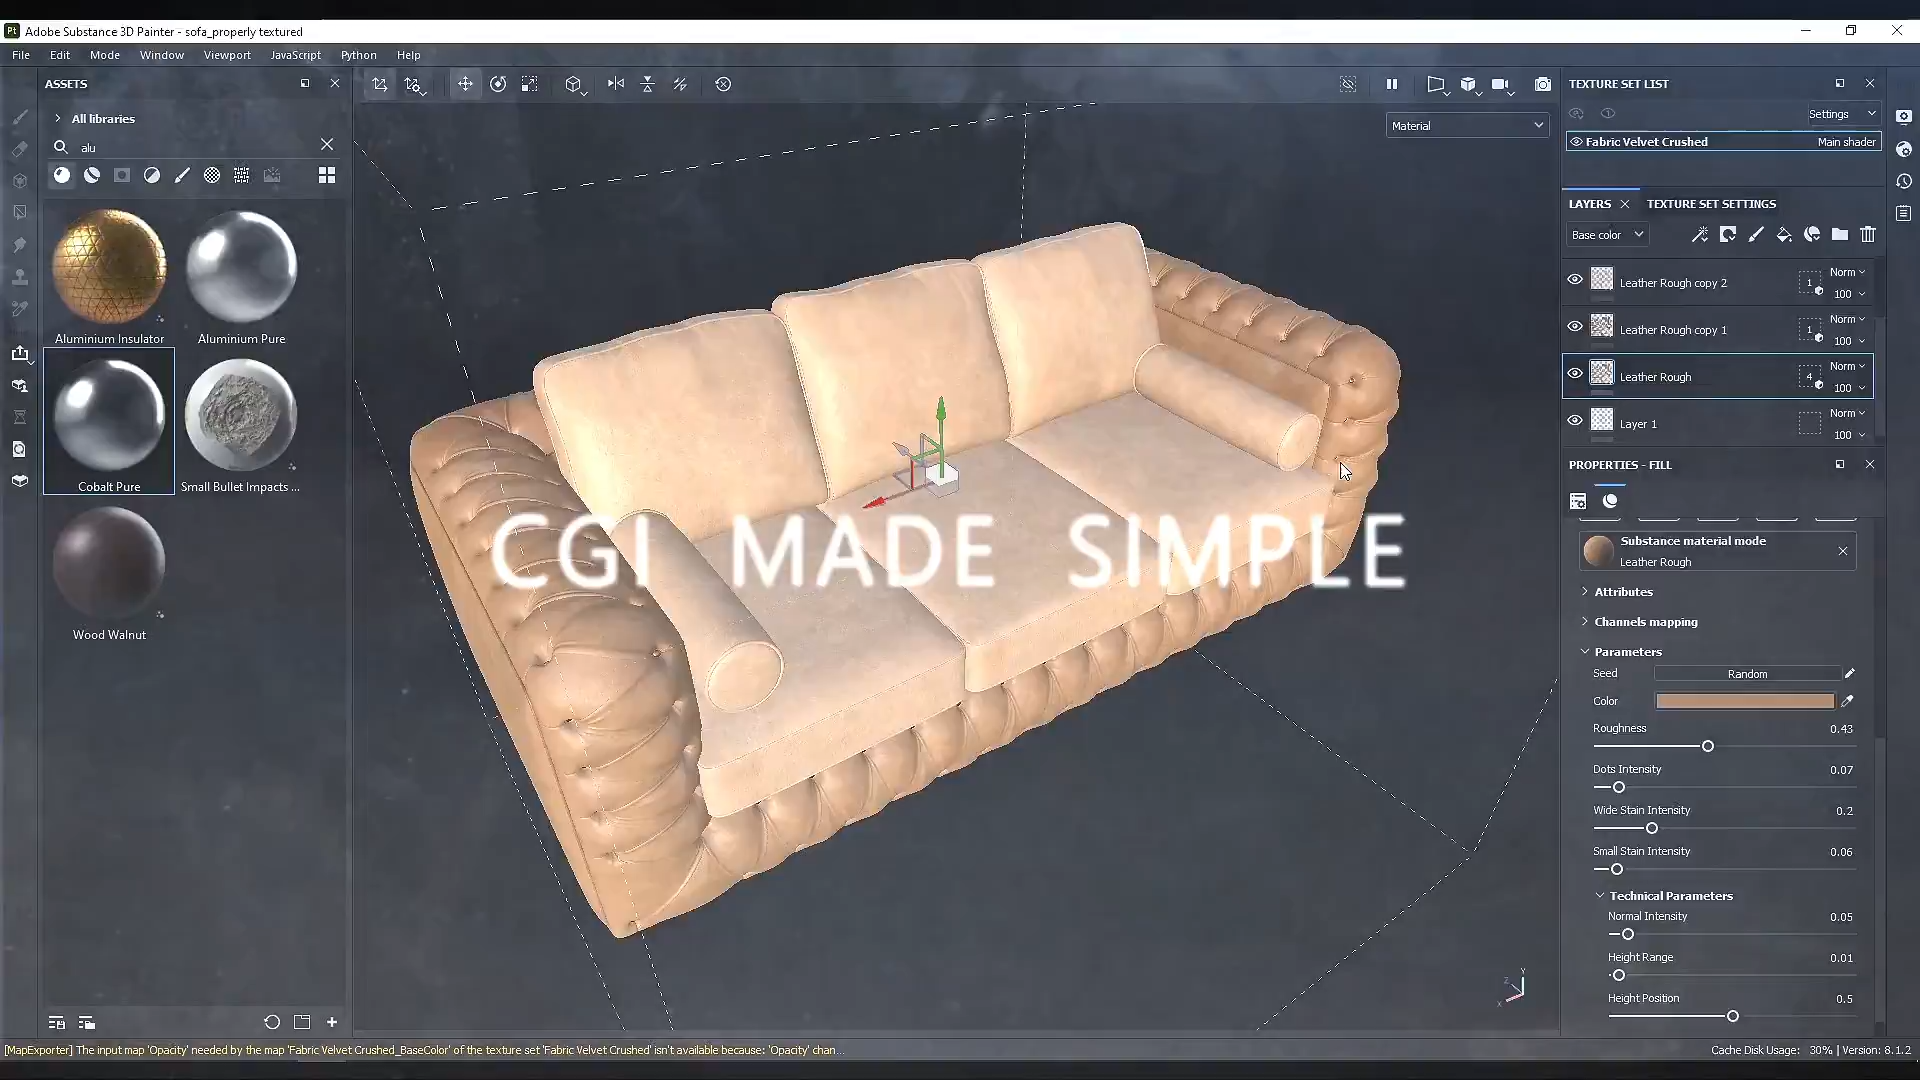 Pt Adobe Substance 3D Painter - sofa_properly textured
File Edit Mode Window Viewport JavaScript Python Help
ASSETS
All libraries
alu
Aluminium Insulator
Aluminium Pure
Cobalt Pure
Small Bullet Impacts ...
Wood Walnut
Material
CGI MADE SIMPLE
TEXTURE SET LIST
Settings
Fabric Velvet Crushed Main shader
LAYERS TEXTURE SET SETTINGS
Base color
Leather Rough copy 2 1 Norm 100
Leather Rough copy 1 1 Norm 100
Leather Rough 4 Norm 100
Layer 1 Norm 100
PROPERTIES - FILL
Substance material mode
Leather Rough
Attributes
Channels mapping
Parameters
Seed Random
Color
Roughness 0.43
Dots Intensity 0.07
Wide Stain Intensity 0.2
Small Stain Intensity 0.06
Technical Parameters
Normal Intensity 0.05
Height Range 0.01
Height Position 0.5
Y
Z
X
[MapExporter] The input map 'Opacity' needed by the map 'Fabric Velvet Crushed_BaseColor' of the texture set 'Fabric Velvet Crushed' isn't available because: 'Opacity' chan...
Cache Disk Usage: 30% | Version: 8.1.2